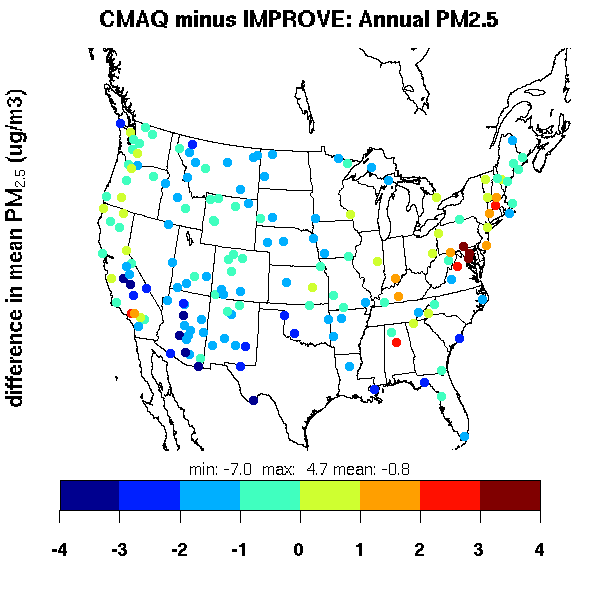 CMAQ minus IMPROVE: Annual PM2.5
difference in mean PM2.5 (ug/m3)
min: -7.0 max: 4.7 mean: -0.8
-4 -3 -2 -1 0 1 2 3 4